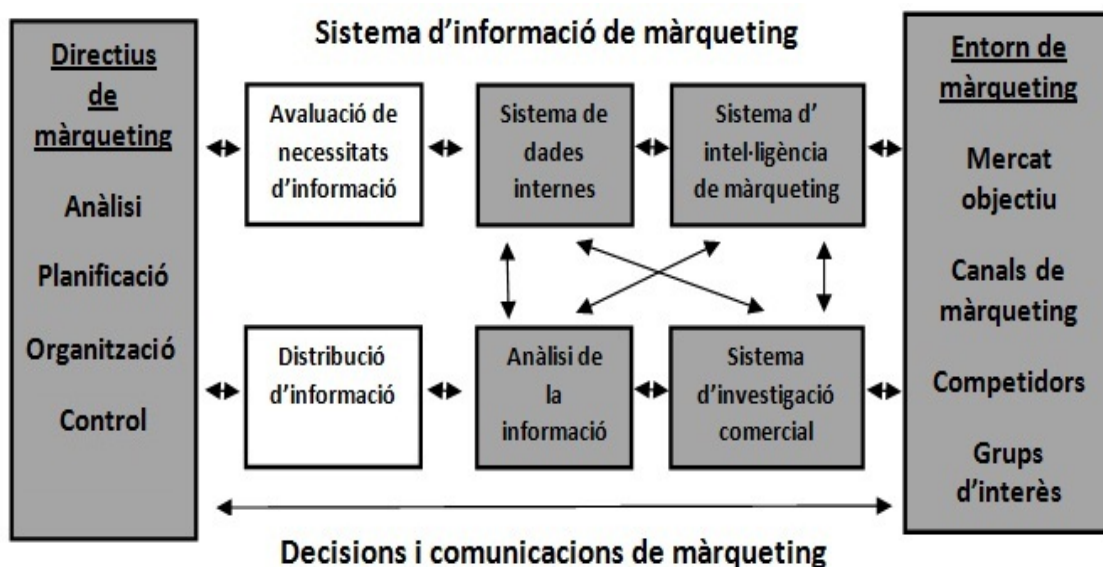 Sistema d’informació de màrqueting
Directius
de
màrqueting
Anàlisi
Planificació
Organització
Control
Avaluació de
necessitats
d’informació
Sistema de
dades
internes
Sistema d’
intel·ligència
de màrqueting
Distribució
d’informació
Anàlisi de
la
informació
Sistema
d’investigació
comercial
Entorn de
màrqueting
Mercat
objectiu
Canals de
màrqueting
Competidors
Grups
d’interès
Decisions i comunicacions de màrqueting